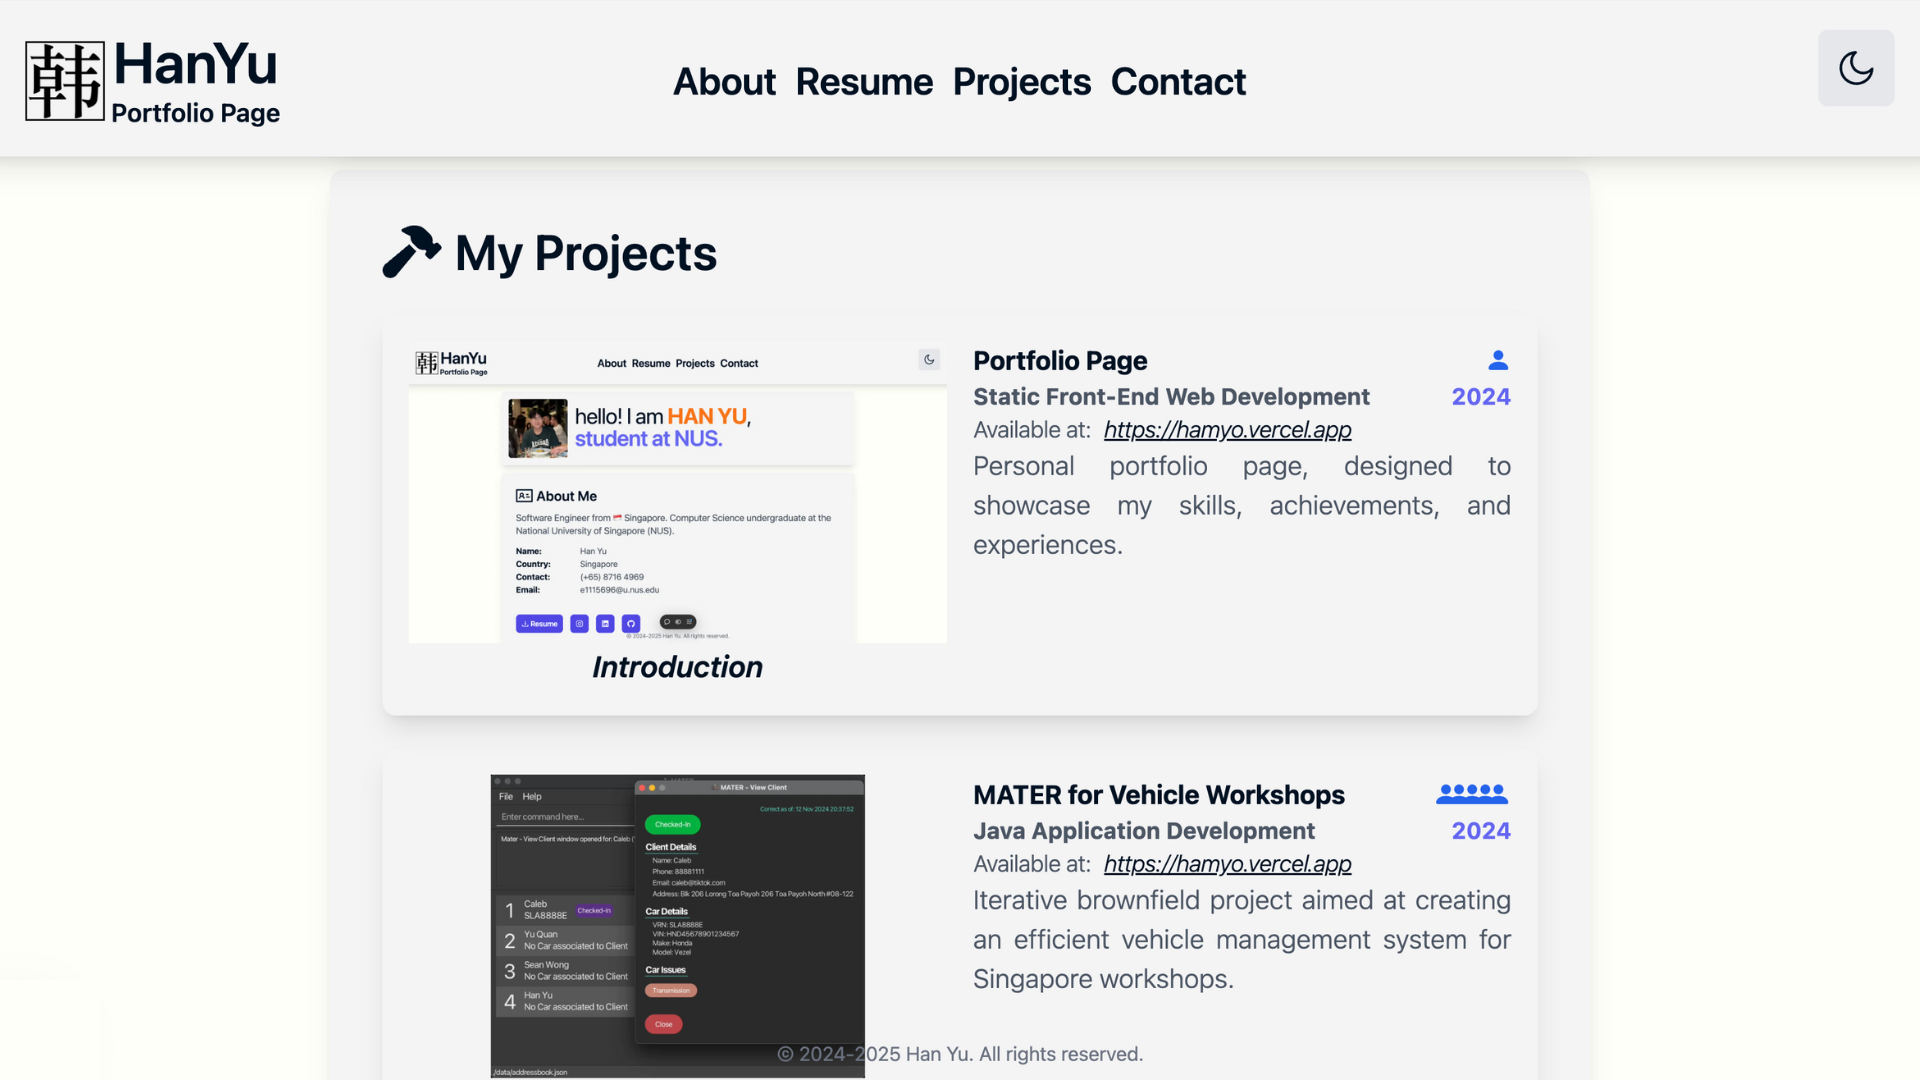 韩
HanYu
Portfolio Page
About Resume Projects Contact
My Projects
韩
HanYu
Portfolio Page
About Resume Projects Contact
hello! I am HAN YU,
student at NUS.
About Me
Software Engineer from 🇸🇬 Singapore. Computer Science undergraduate at the
National University of Singapore (NUS).
Name: Han Yu
Country: Singapore
Contact: (+65) 8716 4969
Email: e1115696@u.nus.edu
Resume
© 2024-2025 Han Yu. All rights reserved.
Introduction
Portfolio Page
Static Front-End Web Development 2024
Available at: https://hamyo.vercel.app
Personal portfolio page, designed to
showcase my skills, achievements, and
experiences.
File Help
Enter command here...
Mater - View Client window opened for: Caleb
1 Caleb
SLA8888E Checked-in
2 Yu Quan
No Car associated to Client
3 Sean Wong
No Car associated to Client
4 Han Yu
No Car associated to Client
./data/addressbook.json
MATER - View Client
Correct as of: 12 Nov 2024 20:37:52
Checked-In
Client Details
Name: Caleb
Phone: 88881111
Email: caleb@tiktok.com
Address: Blk 206 Lorong Toa Payoh 206 Toa Payoh North #08-122
Car Details
VRN: SLA8888E
VIN: HND45678901234567
Make: Honda
Model: Vezel
Car Issues
Transmission
Close
MATER for Vehicle Workshops
Java Application Development 2024
Available at: https://hamyo.vercel.app
Iterative brownfield project aimed at creating
an efficient vehicle management system for
Singapore workshops.
© 2024-2025 Han Yu. All rights reserved.